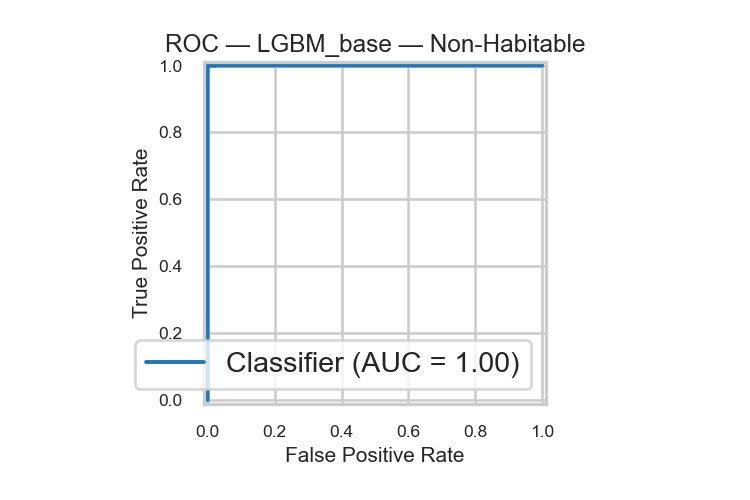 ROC — LGBM_base — Non-Habitable
1.0
0.8
0.6
0.4
0.2
0.0
True Positive Rate
Classifier (AUC = 1.00)
0.0 0.2 0.4 0.6 0.8 1.0
False Positive Rate